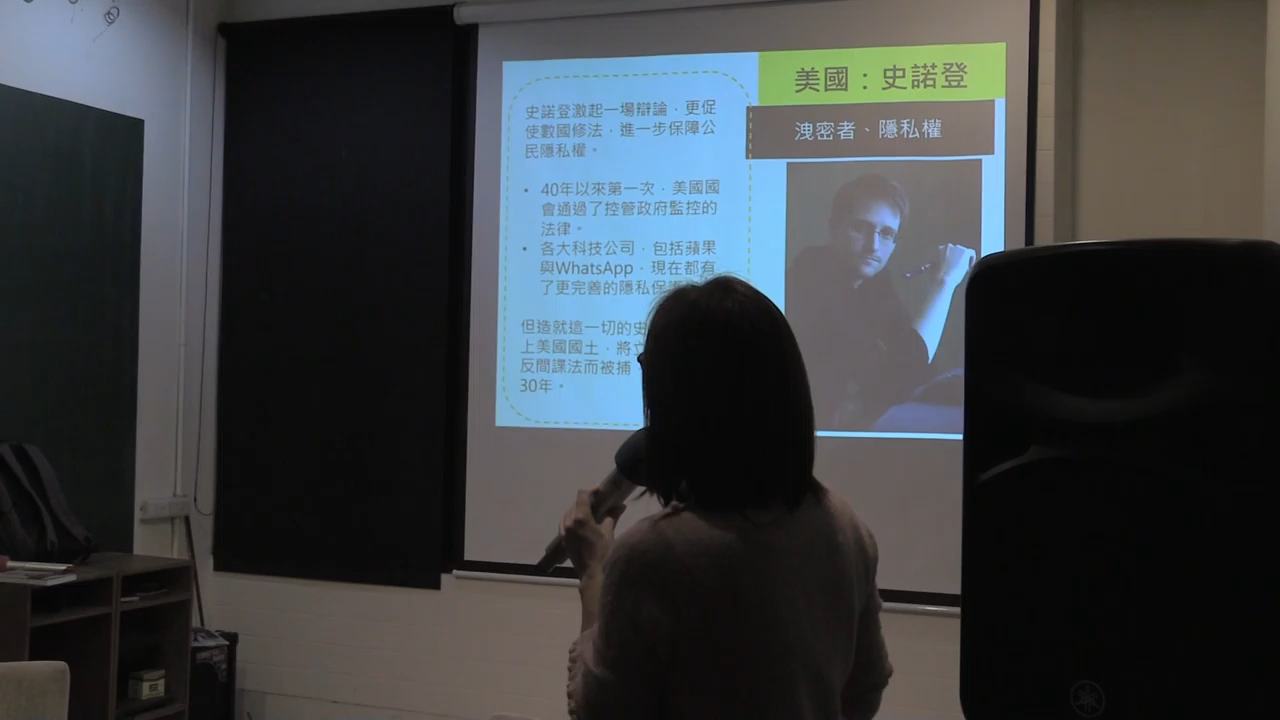 美國：史諾登
洩密者、隱私權
史諾登激起一場辯論，更促
使數國修法，進一步保障公
民隱私權。
• 40年以來第一次，美國國
會通過了控管政府監控的
法律。
• 各大科技公司，包括蘋果
與WhatsApp，現在都有
了更完善的隱私保
但造就這一切的史
上美國國土，將立
反間諜法而被捕
30年。